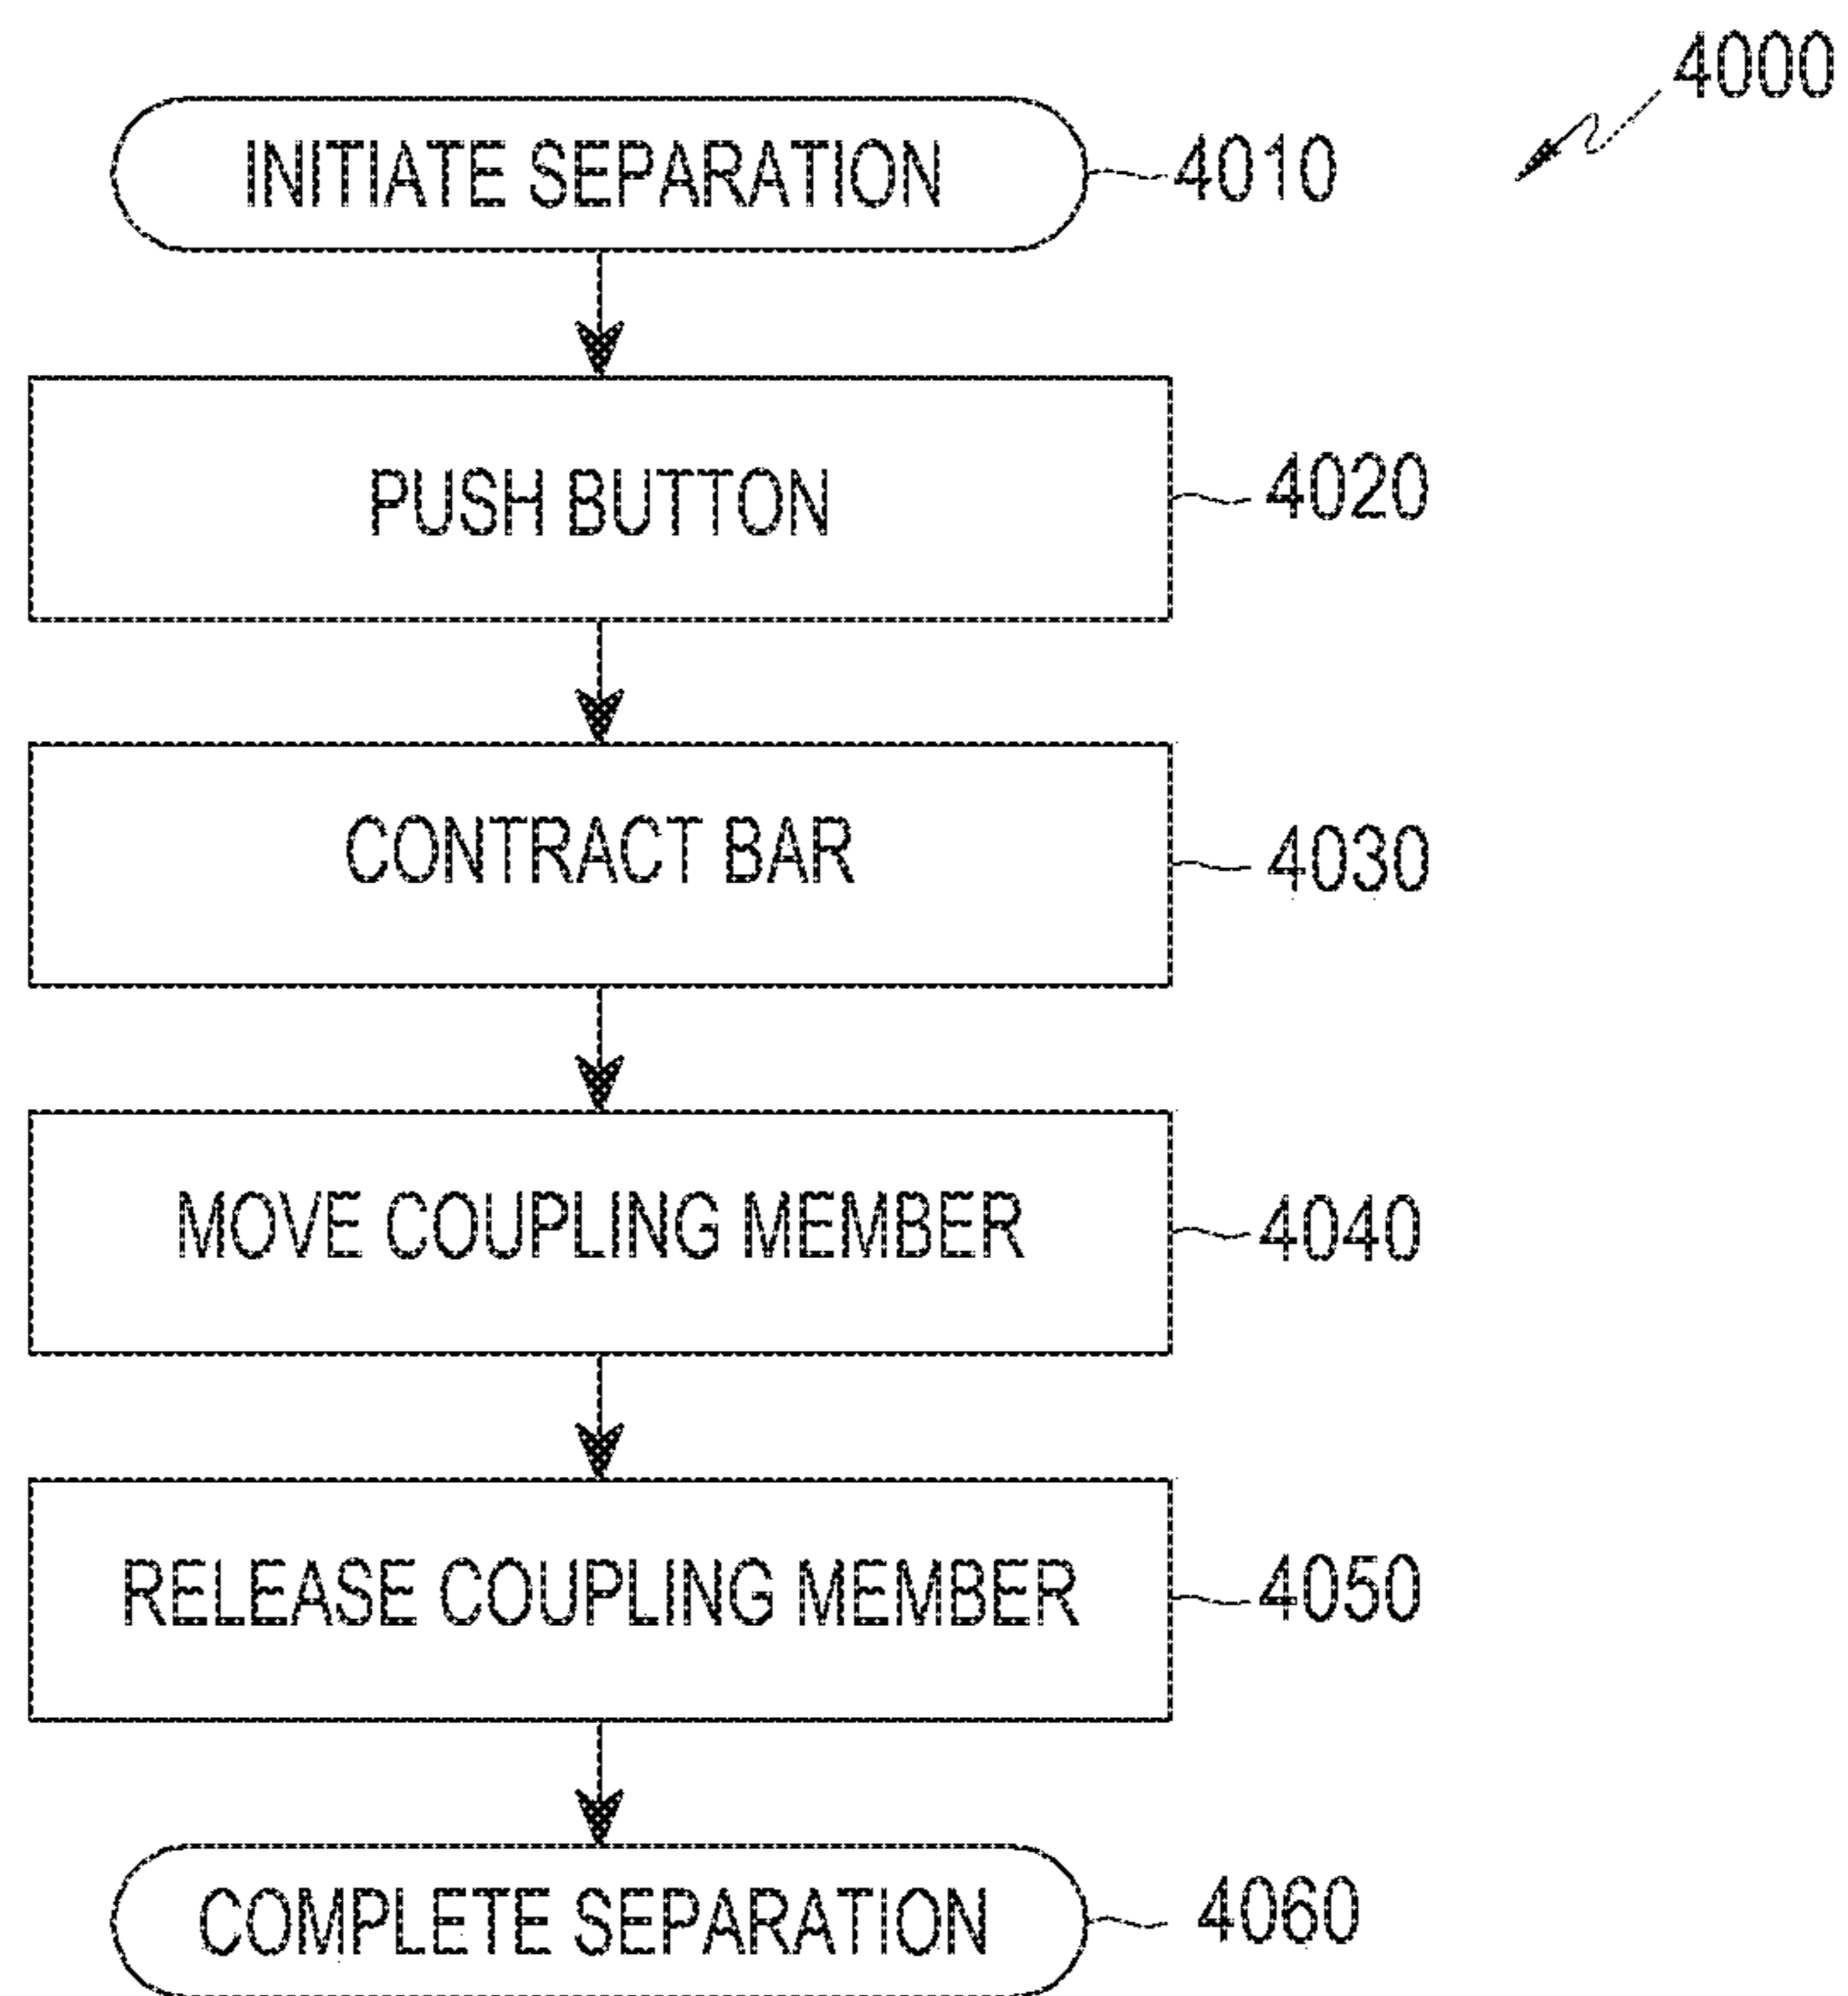 4000
INITIATE SEPARATION 4010
PUSH BUTTON 4020
CONTRACT BAR 4030
MOVE COUPLING MEMBER 4040
RELEASE COUPLING MEMBER 4050
COMPLETE SEPARATION 4060